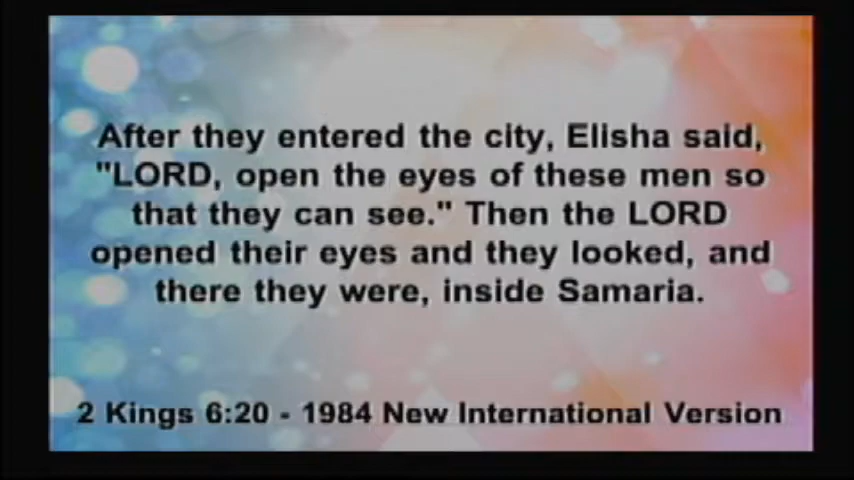 After they entered the city, Elisha said,
"LORD, open the eyes of these men so
that they can see." Then the LORD
opened their eyes and they looked, and
there they were, inside Samaria.
2 Kings 6:20 - 1984 New International Version